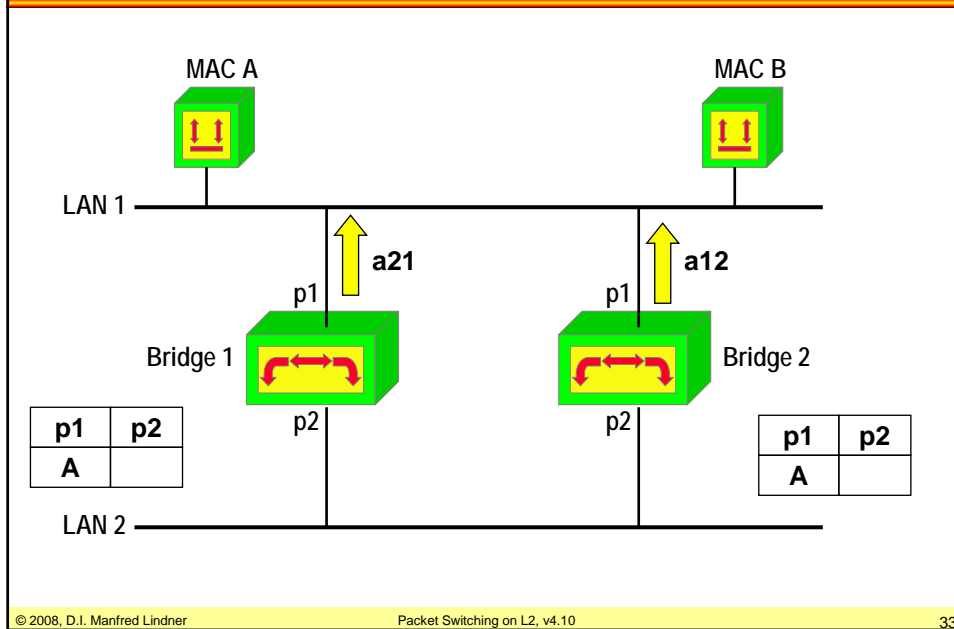 MAC A
MAC B
LAN 1
a21
a12
p1
p1
Bridge 1
Bridge 2
p2
p2
p1 p2
A
p1 p2
A
LAN 2
© 2008, D.I. Manfred Lindner
Packet Switching on L2, v4.10
33